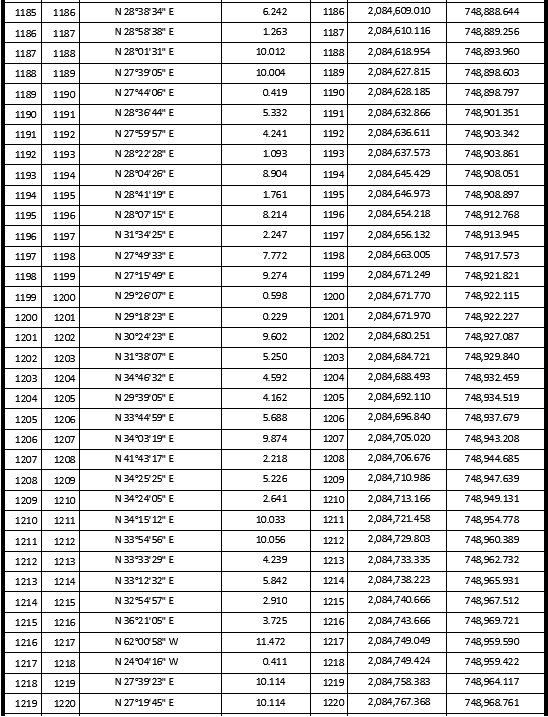 1185 1186 N 28°38'34" E 6.242 1186 2,084,609.010 748,888.644
1186 1187 N 28°58'38" E 1.263 1187 2,084,610.116 748,889.256
1187 1188 N 28°01'31" E 10.012 1188 2,084,618.954 748,893.960
1188 1189 N 27°39'05" E 10.004 1189 2,084,627.815 748,898.603
1189 1190 N 27°44'06" E 0.419 1190 2,084,628.185 748,898.797
1190 1191 N 28°36'44" E 5.332 1191 2,084,632.866 748,901.351
1191 1192 N 27°59'57" E 4.241 1192 2,084,636.611 748,903.342
1192 1193 N 28°22'28" E 1.093 1193 2,084,637.573 748,903.861
1193 1194 N 28°04'26" E 8.904 1194 2,084,645.429 748,908.051
1194 1195 N 28°41'19" E 1.761 1195 2,084,646.973 748,908.897
1195 1196 N 28°07'15" E 8.214 1196 2,084,654.218 748,912.768
1196 1197 N 31°34'25" E 2.247 1197 2,084,656.132 748,913.945
1197 1198 N 27°49'33" E 7.772 1198 2,084,663.005 748,917.573
1198 1199 N 27°15'49" E 9.274 1199 2,084,671.249 748,921.821
1199 1200 N 29°26'07" E 0.598 1200 2,084,671.770 748,922.115
1200 1201 N 29°18'23" E 0.229 1201 2,084,671.970 748,922.227
1201 1202 N 30°24'23" E 9.602 1202 2,084,680.251 748,927.087
1202 1203 N 31°38'07" E 5.250 1203 2,084,684.721 748,929.840
1203 1204 N 34°46'32" E 4.592 1204 2,084,688.493 748,932.459
1204 1205 N 29°39'05" E 4.162 1205 2,084,692.110 748,934.519
1205 1206 N 33°44'59" E 5.688 1206 2,084,696.840 748,937.679
1206 1207 N 34°03'19" E 9.874 1207 2,084,705.020 748,943.208
1207 1208 N 41°43'17" E 2.218 1208 2,084,706.676 748,944.685
1208 1209 N 34°25'25" E 5.226 1209 2,084,710.986 748,947.639
1209 1210 N 34°24'05" E 2.641 1210 2,084,713.166 748,949.131
1210 1211 N 34°15'12" E 10.033 1211 2,084,721.458 748,954.778
1211 1212 N 33°54'56" E 10.056 1212 2,084,729.803 748,960.389
1212 1213 N 33°33'29" E 4.239 1213 2,084,733.335 748,962.732
1213 1214 N 33°12'32" E 5.842 1214 2,084,738.223 748,965.931
1214 1215 N 32°54'57" E 2.910 1215 2,084,740.666 748,967.512
1215 1216 N 36°21'05" E 3.725 1216 2,084,743.666 748,969.721
1216 1217 N 62°00'58" W 11.472 1217 2,084,749.049 748,959.590
1217 1218 N 24°04'16" W 0.411 1218 2,084,749.424 748,959.422
1218 1219 N 27°39'23" E 10.114 1219 2,084,758.383 748,964.117
1219 1220 N 27°19'45" E 10.114 1220 2,084,767.368 748,968.761